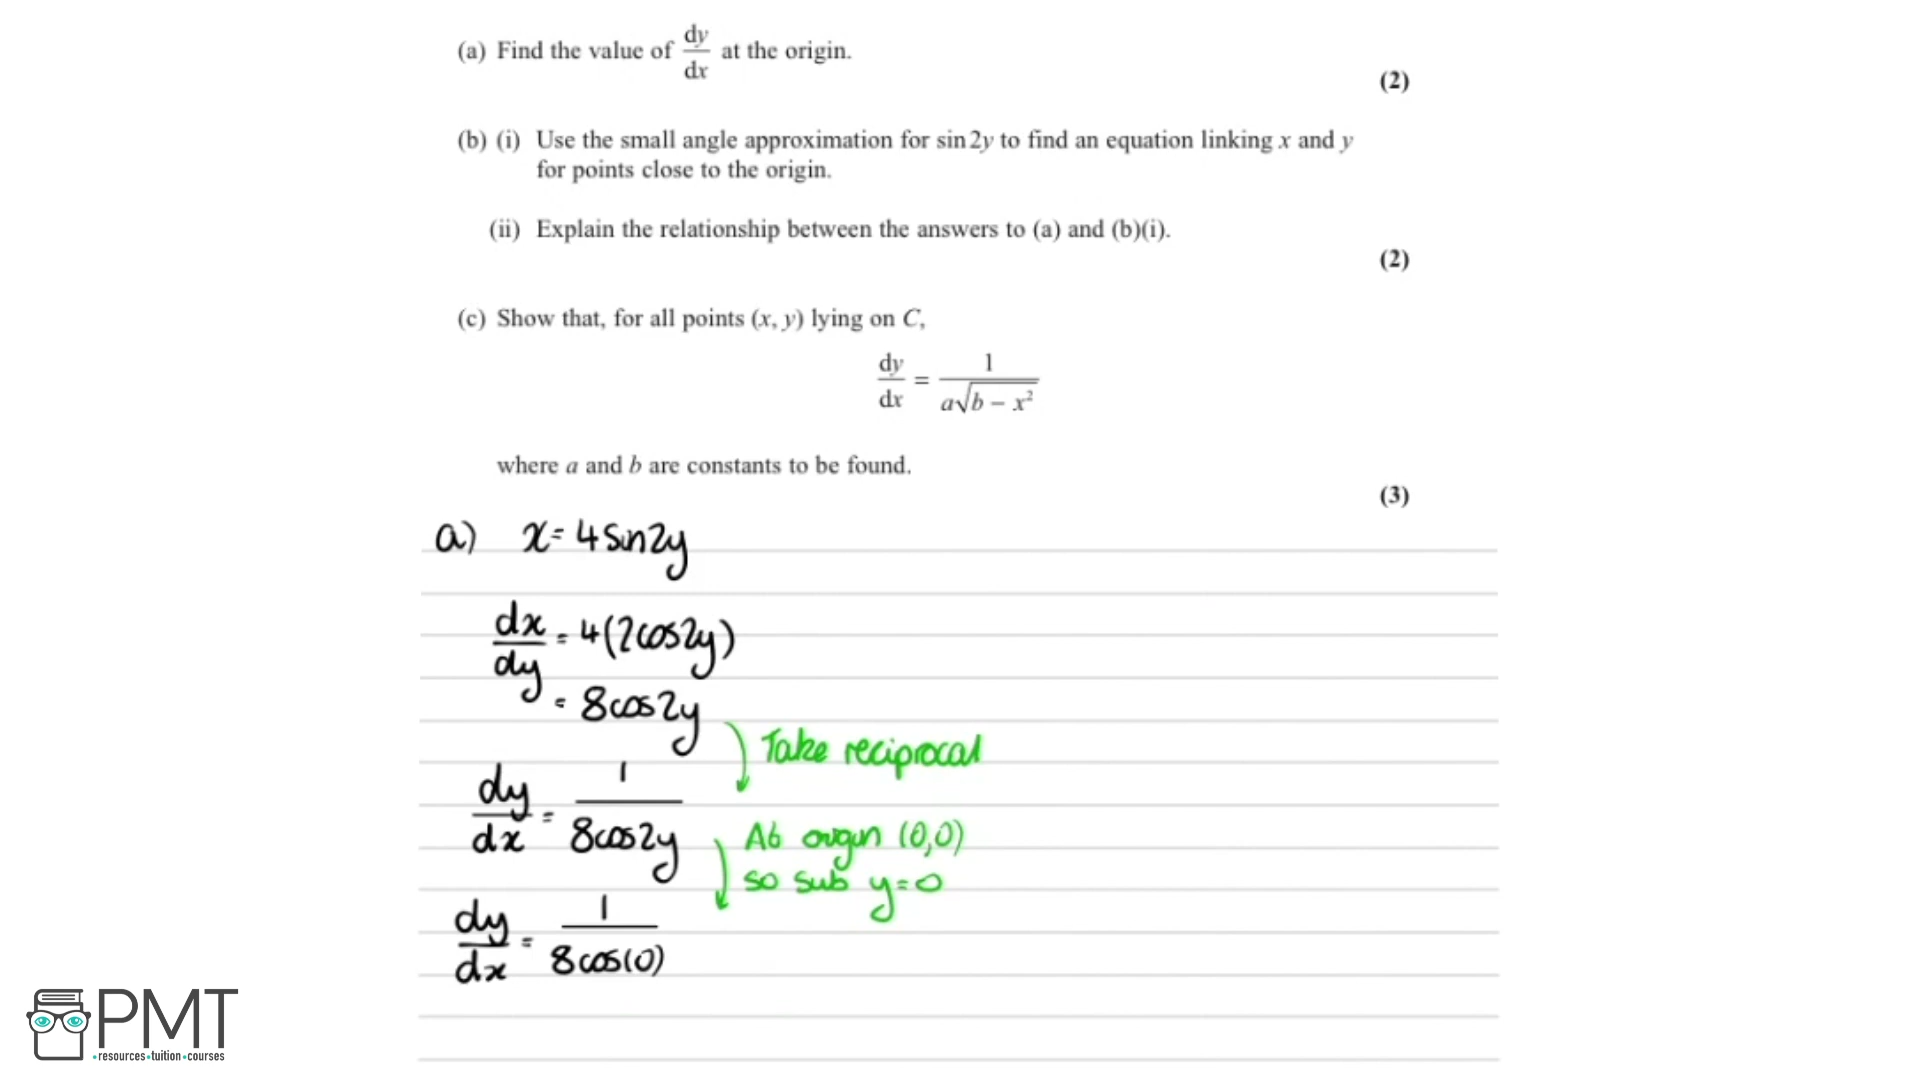 (a) Find the value of dy/dx at the origin.
(2)
(b) (i) Use the small angle approximation for sin 2y to find an equation linking x and y
for points close to the origin.
(ii) Explain the relationship between the answers to (a) and (b)(i).
(2)
(c) Show that, for all points (x, y) lying on C,
dy/dx = 1/(a√(b – x²))
where a and b are constants to be found.
(3)
a) x = 4sin2y
dx/dy = 4(2cos2y)
= 8cos2y
Take reciprocal
dy/dx = 1/(8cos2y)
At origin (0,0)
so sub y=0
dy/dx = 1/(8cos(0))
PMT
resources•tuition•courses